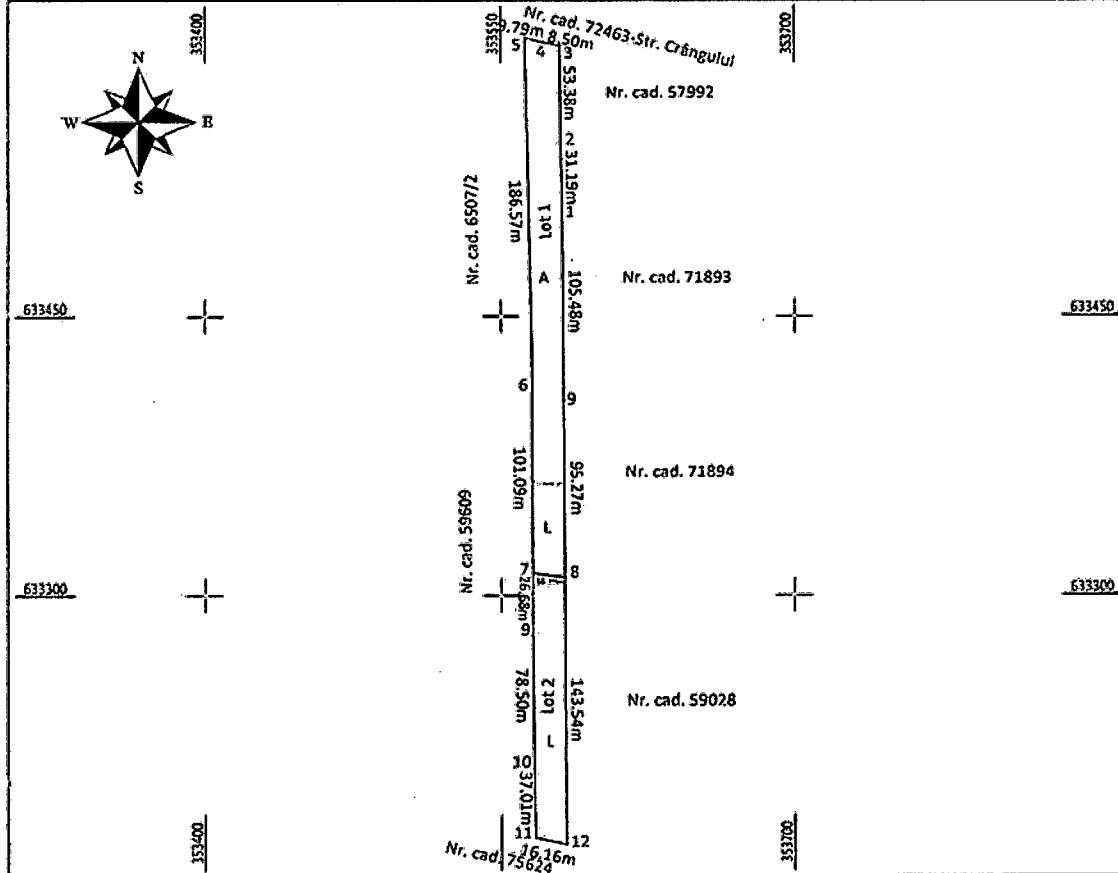 353400
353550
353700
Nr. cad. 72463-Str. Crângului
9.79m 8.50m
5
4
3
53.38m
Nr. cad. 57992
N
W
E
S
2
31.19m
1
Nr. cad. 6507/2
186.57m
lot 1
A
105.48m
Nr. cad. 71893
633450
633450
6
9
101.09m
95.27m
Nr. cad. 71894
Nr. cad. 59609
L
7
8
633300
26.68m
633300
9
78.50m
lot 2
143.54m
Nr. cad. 59028
L
10
37.01m
353400
353700
11
12
16.16m
Nr. cad. 75624